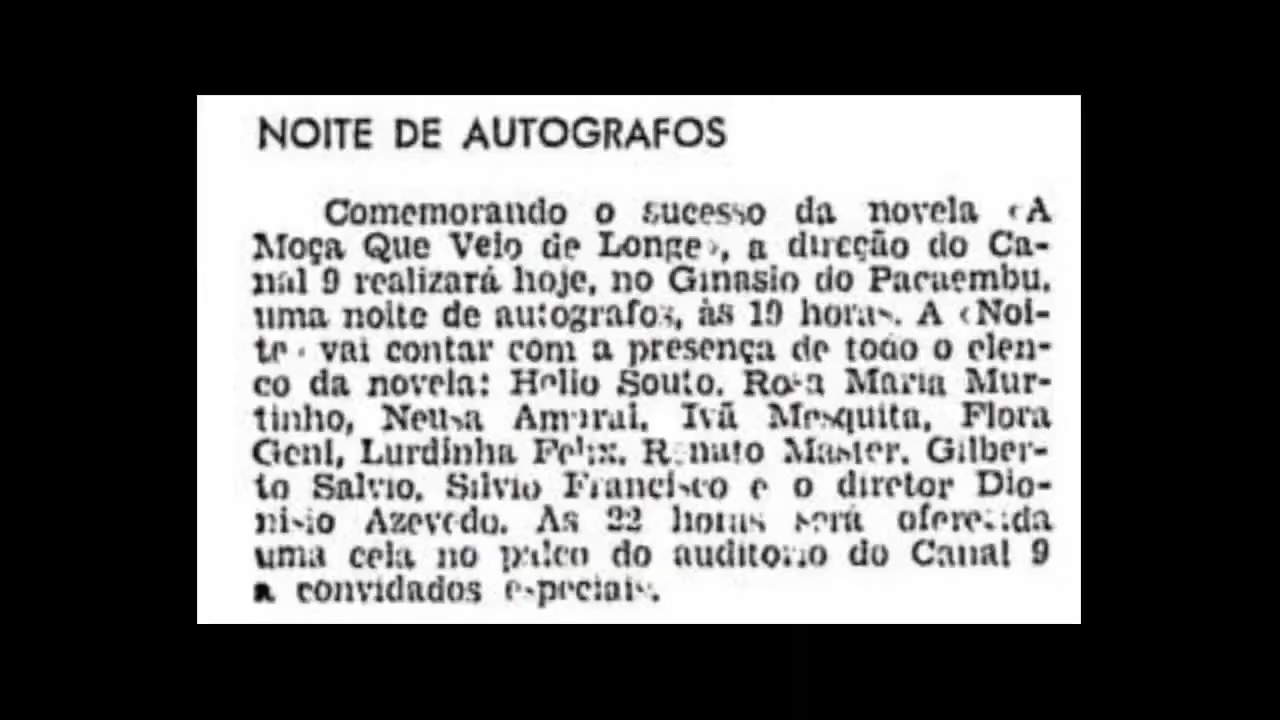 NOITE DE AUTOGRAFOS
Comemorando o sucesso da novela «A
Moça Que Veio de Longe», a direção do Ca-
nal 9 realizará hoje, no Ginasio do Pacaembu,
uma noite de autografos, às 19 horas. A «Noi-
te» vai contar com a presença de todo o elen-
co da novela: Helio Souto, Rosa Maria Mur-
tinho, Neusa Amaral, Ivã Mesquita, Flora
Geni, Lurdinha Felix, Renato Master, Gilber-
to Salvio, Silvio Francisco e o diretor Dio-
nisio Azevedo. As 22 horas será oferecida
uma ceia no palco do auditorio do Canal 9
a convidados especiais.